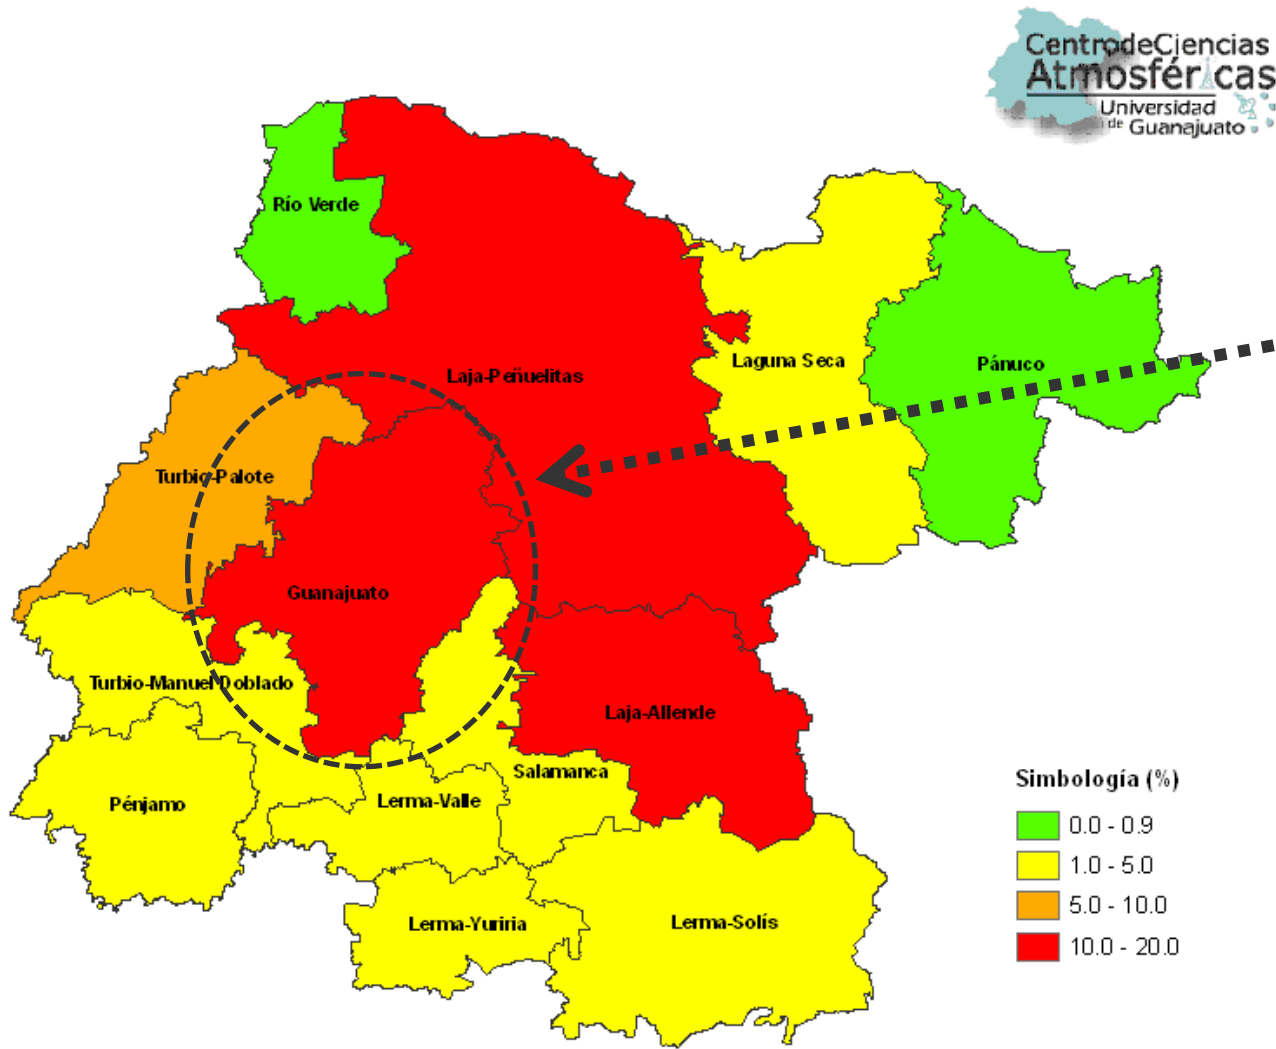 CentrodeCiencias
Atmosféricas
Universidad
de Guanajuato
Río Verde
Laguna Seca
Pánuco
Laja-Peñuelitas
Turbio-Palote
Guanajuato
Turbio-Manuel Doblado
Laja-Allende
Salamanca
Pénjamo
Lerma-Valle
Lerma-Yuriria
Lerma-Solís
Simbología (%)
0.0 - 0.9
1.0 - 5.0
5.0 - 10.0
10.0 - 20.0